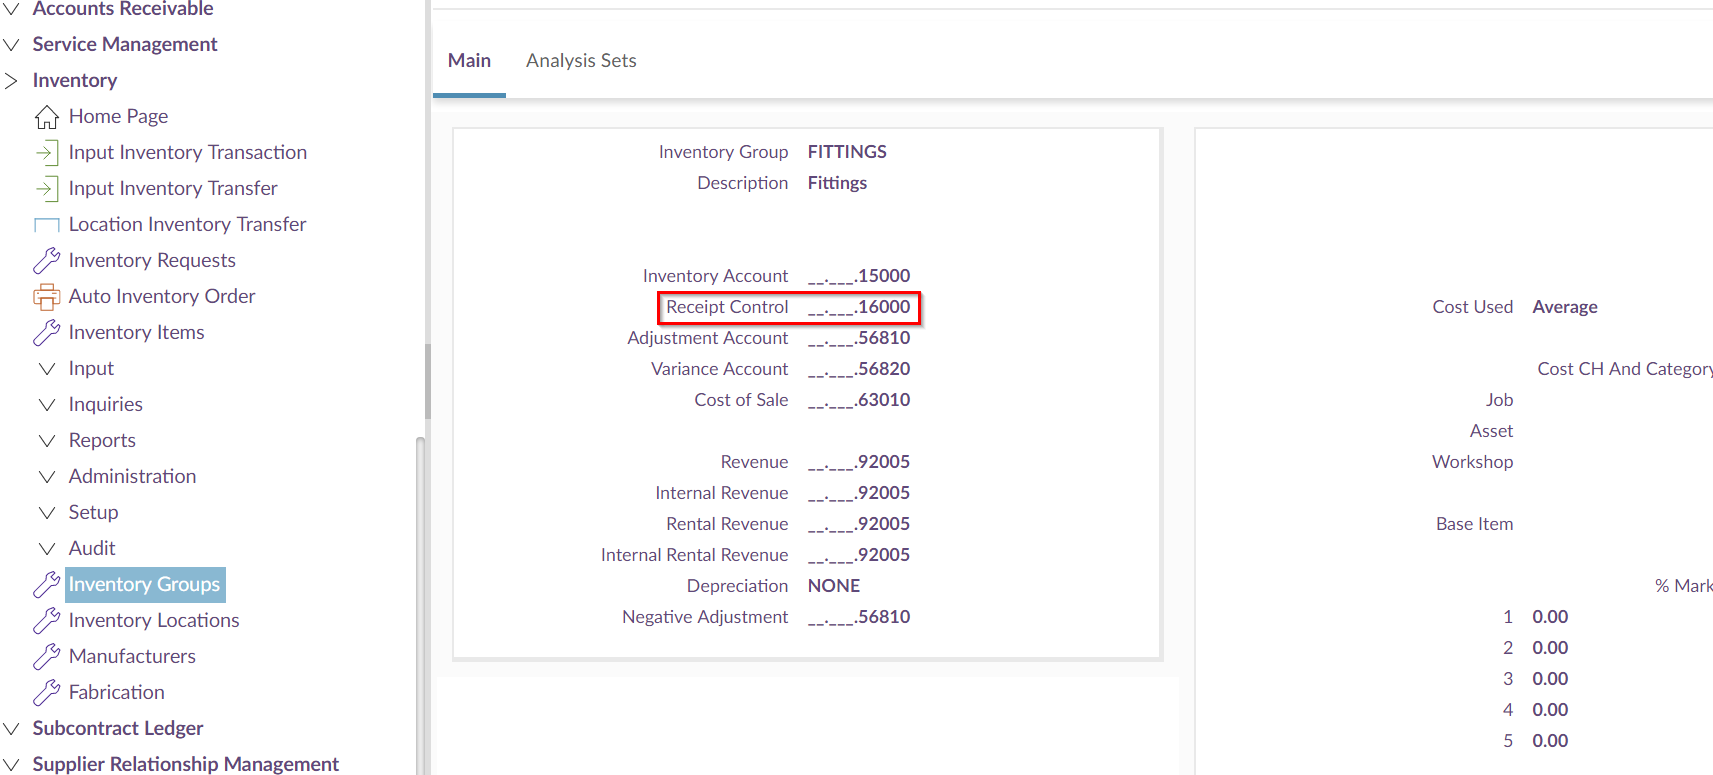 Accounts Receivable
Service Management
Inventory
Home Page
Input Inventory Transaction
Input Inventory Transfer
Location Inventory Transfer
Inventory Requests
Auto Inventory Order
Inventory Items
Input
Inquiries
Reports
Administration
Setup
Audit
Inventory Groups
Inventory Locations
Manufacturers
Fabrication
Subcontract Ledger
Supplier Relationship Management
Main Analysis Sets
Inventory Group FITTINGS
Description Fittings
Inventory Account __.___.15000
Receipt Control __.___.16000
Adjustment Account __.___.56810
Variance Account __.___.56820
Cost of Sale __.___.63010
Revenue __.___.92005
Internal Revenue __.___.92005
Rental Revenue __.___.92005
Internal Rental Revenue __.___.92005
Depreciation NONE
Negative Adjustment __.___.56810
Cost Used Average
Cost CH And Category
Job
Asset
Workshop
Base Item
% Mark
1 0.00
2 0.00
3 0.00
4 0.00
5 0.00